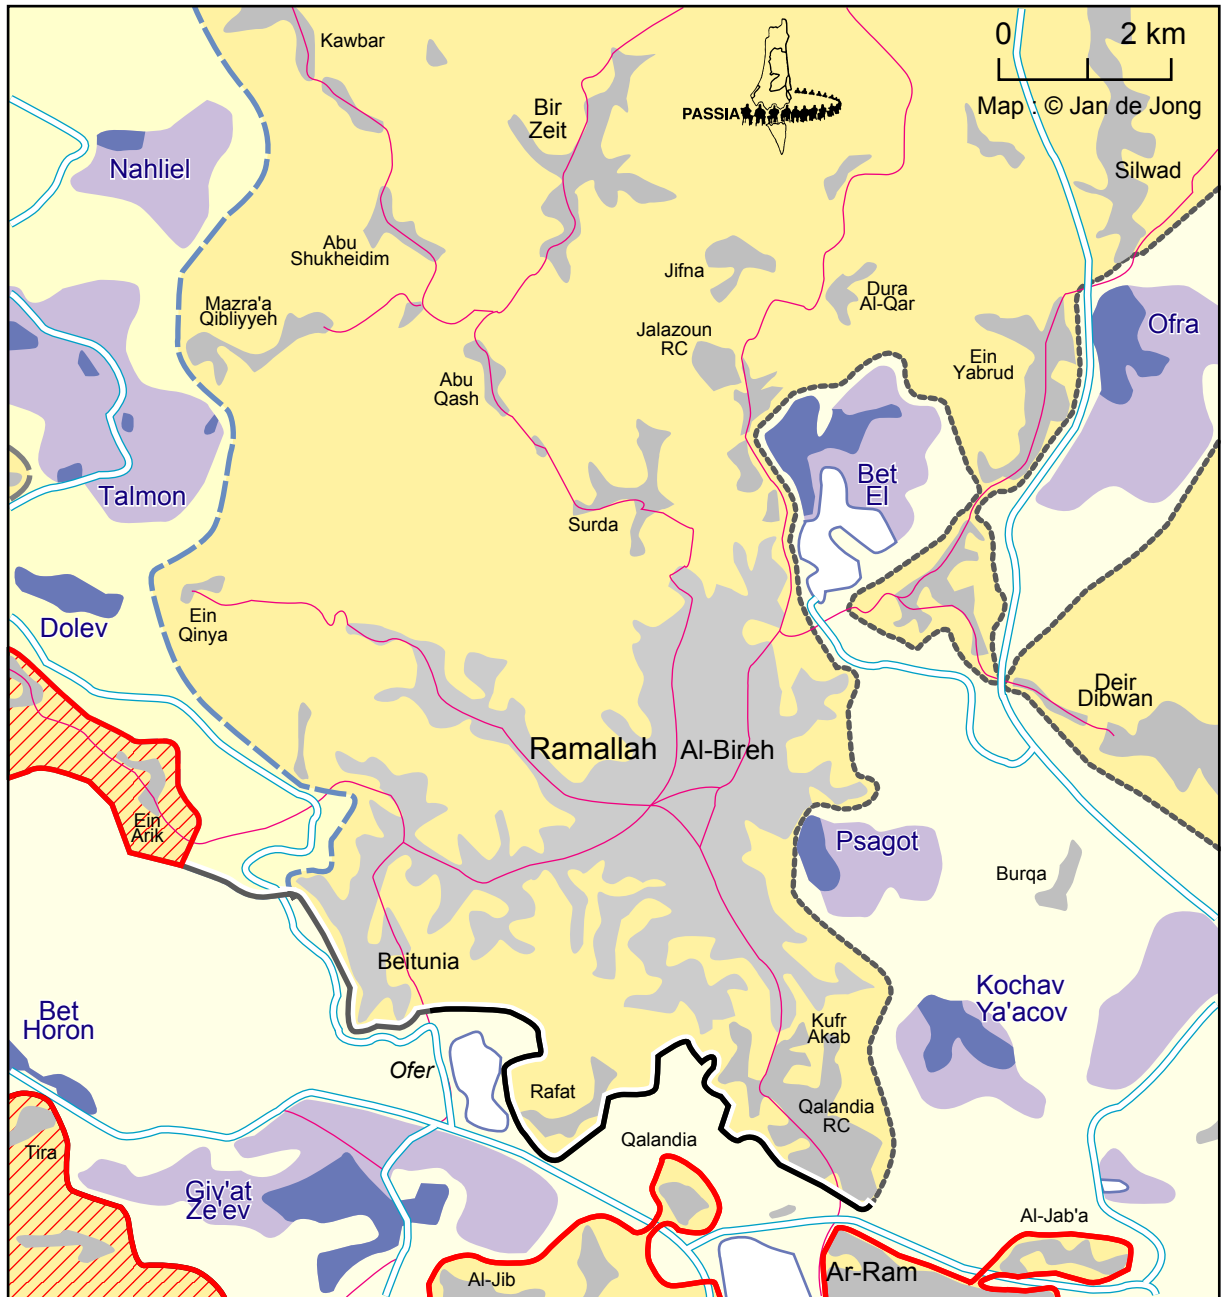 Kawbar
0 2 km
Bir
Zeit
PASSIA
Map : © Jan de Jong
Nahliel
Silwad
Abu
Shukheidim
Jifna
Mazra'a
Qibliyyeh
Dura
Al-Qar
Ofra
Jalazoun
RC
Ein
Yabrud
Abu
Qash
Bet
El
Talmon
Surda
Ein
Qinya
Dolev
Deir
Dibwan
Ramallah
Al-Bireh
Ein
Arik
Psagot
Burqa
Beitunia
Kochav
Ya'acov
Bet
Horon
Kufr
Akab
Ofer
Rafat
Qalandia
RC
Qalandia
Tira
Giv'at
Ze'ev
Al-Jab'a
Al-Jib
Ar-Ram